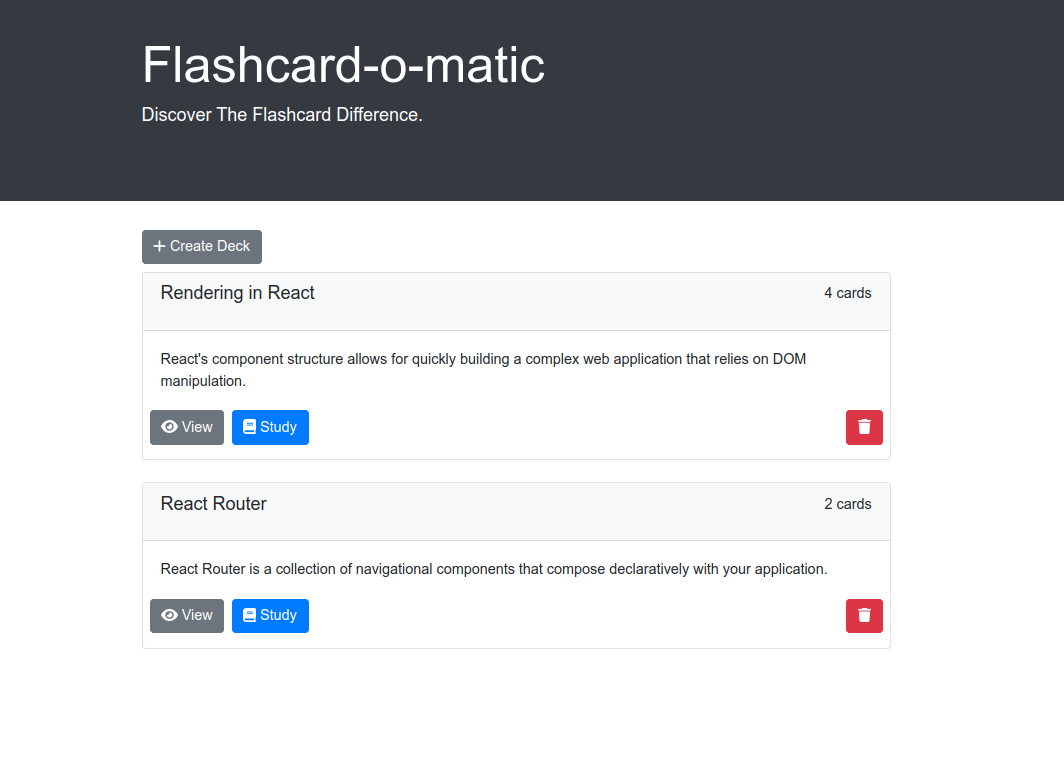 Flashcard-o-matic
Discover The Flashcard Difference.
Create Deck
Rendering in React
4 cards
React's component structure allows for quickly building a complex web application that relies on DOM
manipulation.
View
Study
React Router
2 cards
React Router is a collection of navigational components that compose declaratively with your application.
View
Study